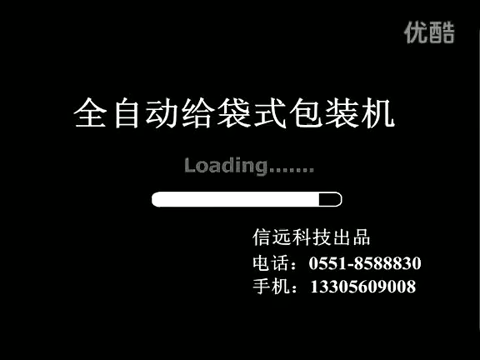 优酷
全自动给袋式包装机
Loading.......
信远科技出品
电话：0551-8588830
手机：13305609008